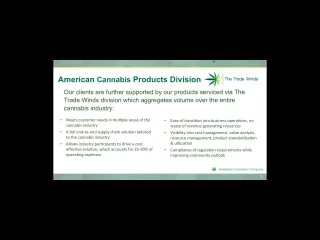 American Cannabis Products Division
The Trade Winds
Our clients are further supported by our products serviced via The
Trade Winds division which aggregates volume over the entire
cannabis industry:
• Meets customer needs in multiple areas of the
cannabis industry
• A full end-to-end supply chain solution tailored
to the cannabis industry
• Allows industry participants to drive a cost
effective solution, which accounts for 15-30% of
operating expenses
• Ease of transition into business operations, no
waste of revenue generating resources
• Visibility into cost management, value analysis,
resource management, product standardization
& utilization
• Compliance of regulation requirements while
improving community outlook
American Cannabis Company